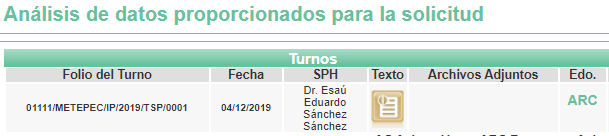 Análisis de datos proporcionados para la solicitud
Turnos
Folio del Turno Fecha SPH Texto Archivos Adjuntos Edo.
01111/METEPEC/IP/2019/TSP/0001 04/12/2019 Dr. Esaú Eduardo Sánchez Sánchez ARC